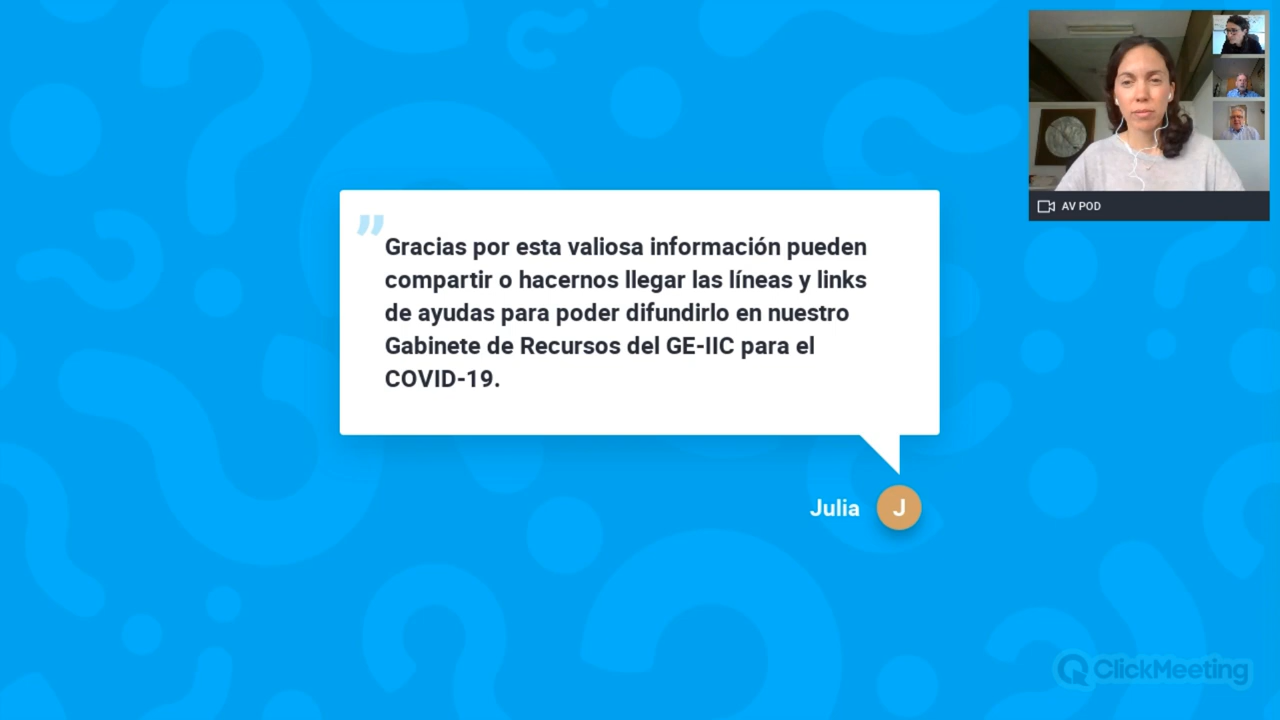 Gracias por esta valiosa información pueden
compartir o hacernos llegar las líneas y links
de ayudas para poder difundirlo en nuestro
Gabinete de Recursos del GE-IIC para el
COVID-19.
Julia J
AV POD
ClickMeeting